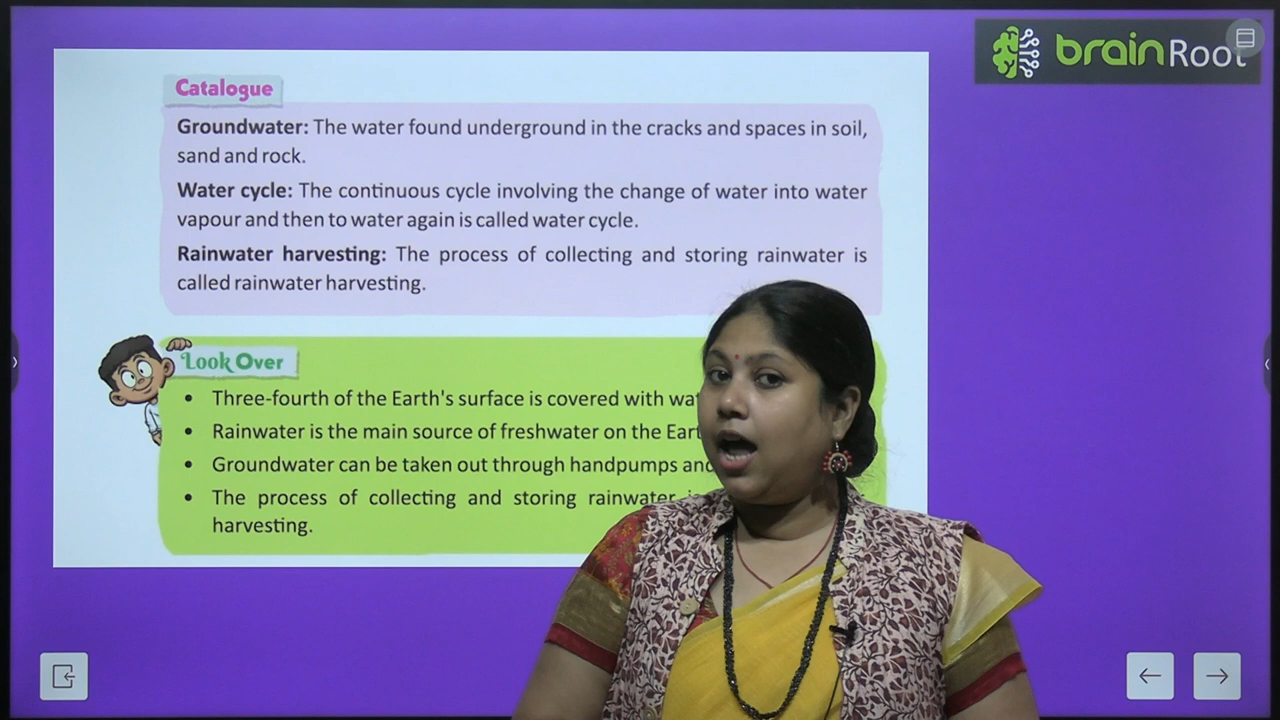 brainRoot
Catalogue
Groundwater: The water found underground in the cracks and spaces in soil,
sand and rock.
Water cycle: The continuous cycle involving the change of water into water
vapour and then to water again is called water cycle.
Rainwater harvesting: The process of collecting and storing rainwater is
called rainwater harvesting.
Look Over
• Three-fourth of the Earth's surface is covered with
• Rainwater is the main source of freshwater on the
• Groundwater can be taken out through handpumps
• The process of collecting and storing rainwater
harvesting.